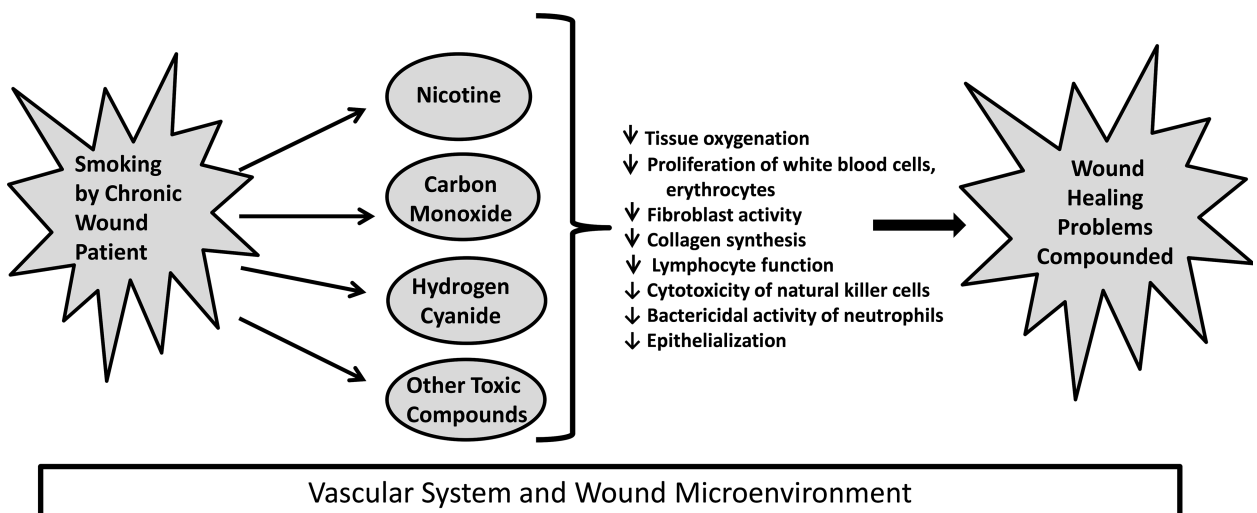 Smoking
by Chronic
Wound
Patient
Nicotine
Carbon
Monoxide
Hydrogen
Cyanide
Other Toxic
Compounds
↓ Tissue oxygenation
↓ Proliferation of white blood cells,
erythrocytes
↓ Fibroblast activity
↓ Collagen synthesis
↓ Lymphocyte function
↓ Cytotoxicity of natural killer cells
↓ Bactericidal activity of neutrophils
↓ Epithelialization
Wound
Healing
Problems
Compounded
Vascular System and Wound Microenvironment